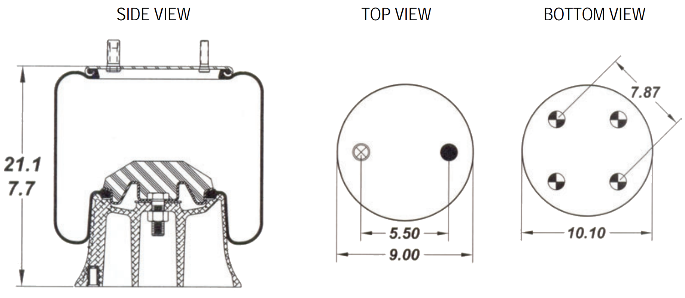 SIDE VIEW
TOP VIEW
BOTTOM VIEW
7.87
21.1
7.7
5.50
9.00
10.10